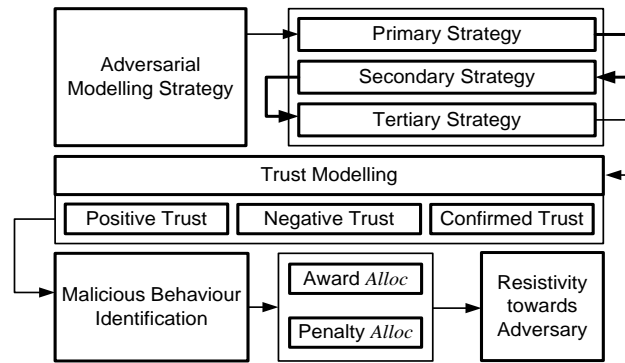 Adversarial
Modelling Strategy
Primary Strategy
Secondary Strategy
Tertiary Strategy
Trust Modelling
Positive Trust
Negative Trust
Confirmed Trust
Malicious Behaviour
Identification
Award Alloc
Penalty Alloc
Resistivity
towards
Adversary